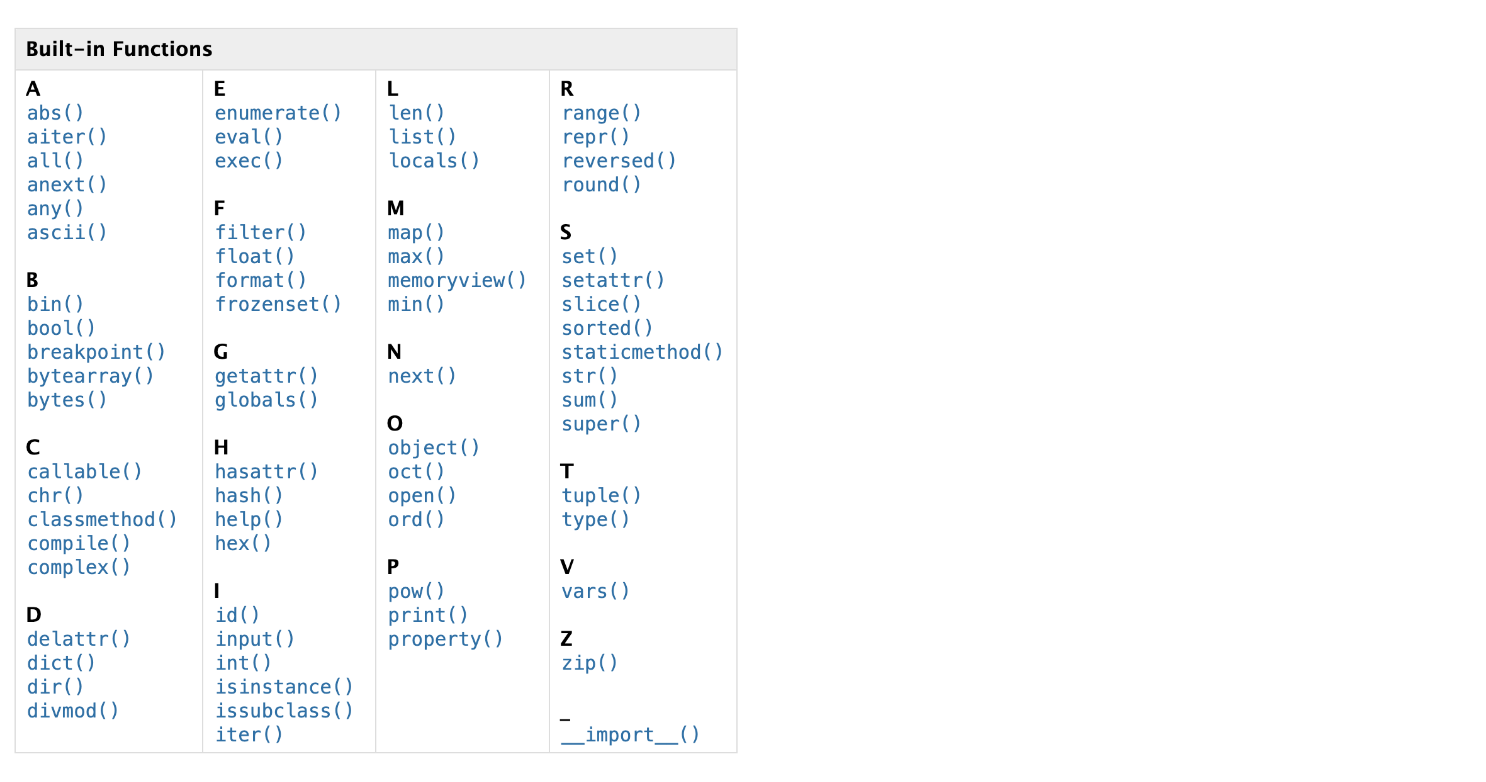 Built-in Functions
A
abs()
aiter()
all()
anext()
any()
ascii()
B
bin()
bool()
breakpoint()
bytearray()
bytes()
C
callable()
chr()
classmethod()
compile()
complex()
D
delattr()
dict()
dir()
divmod()
E
enumerate()
eval()
exec()
F
filter()
float()
format()
frozenset()
G
getattr()
globals()
H
hasattr()
hash()
help()
hex()
I
id()
input()
int()
isinstance()
issubclass()
iter()
L
len()
list()
locals()
M
map()
max()
memoryview()
min()
N
next()
O
object()
oct()
open()
ord()
P
pow()
print()
property()
R
range()
repr()
reversed()
round()
S
set()
setattr()
slice()
sorted()
staticmethod()
str()
sum()
super()
T
tuple()
type()
V
vars()
Z
zip()
_
__import__()